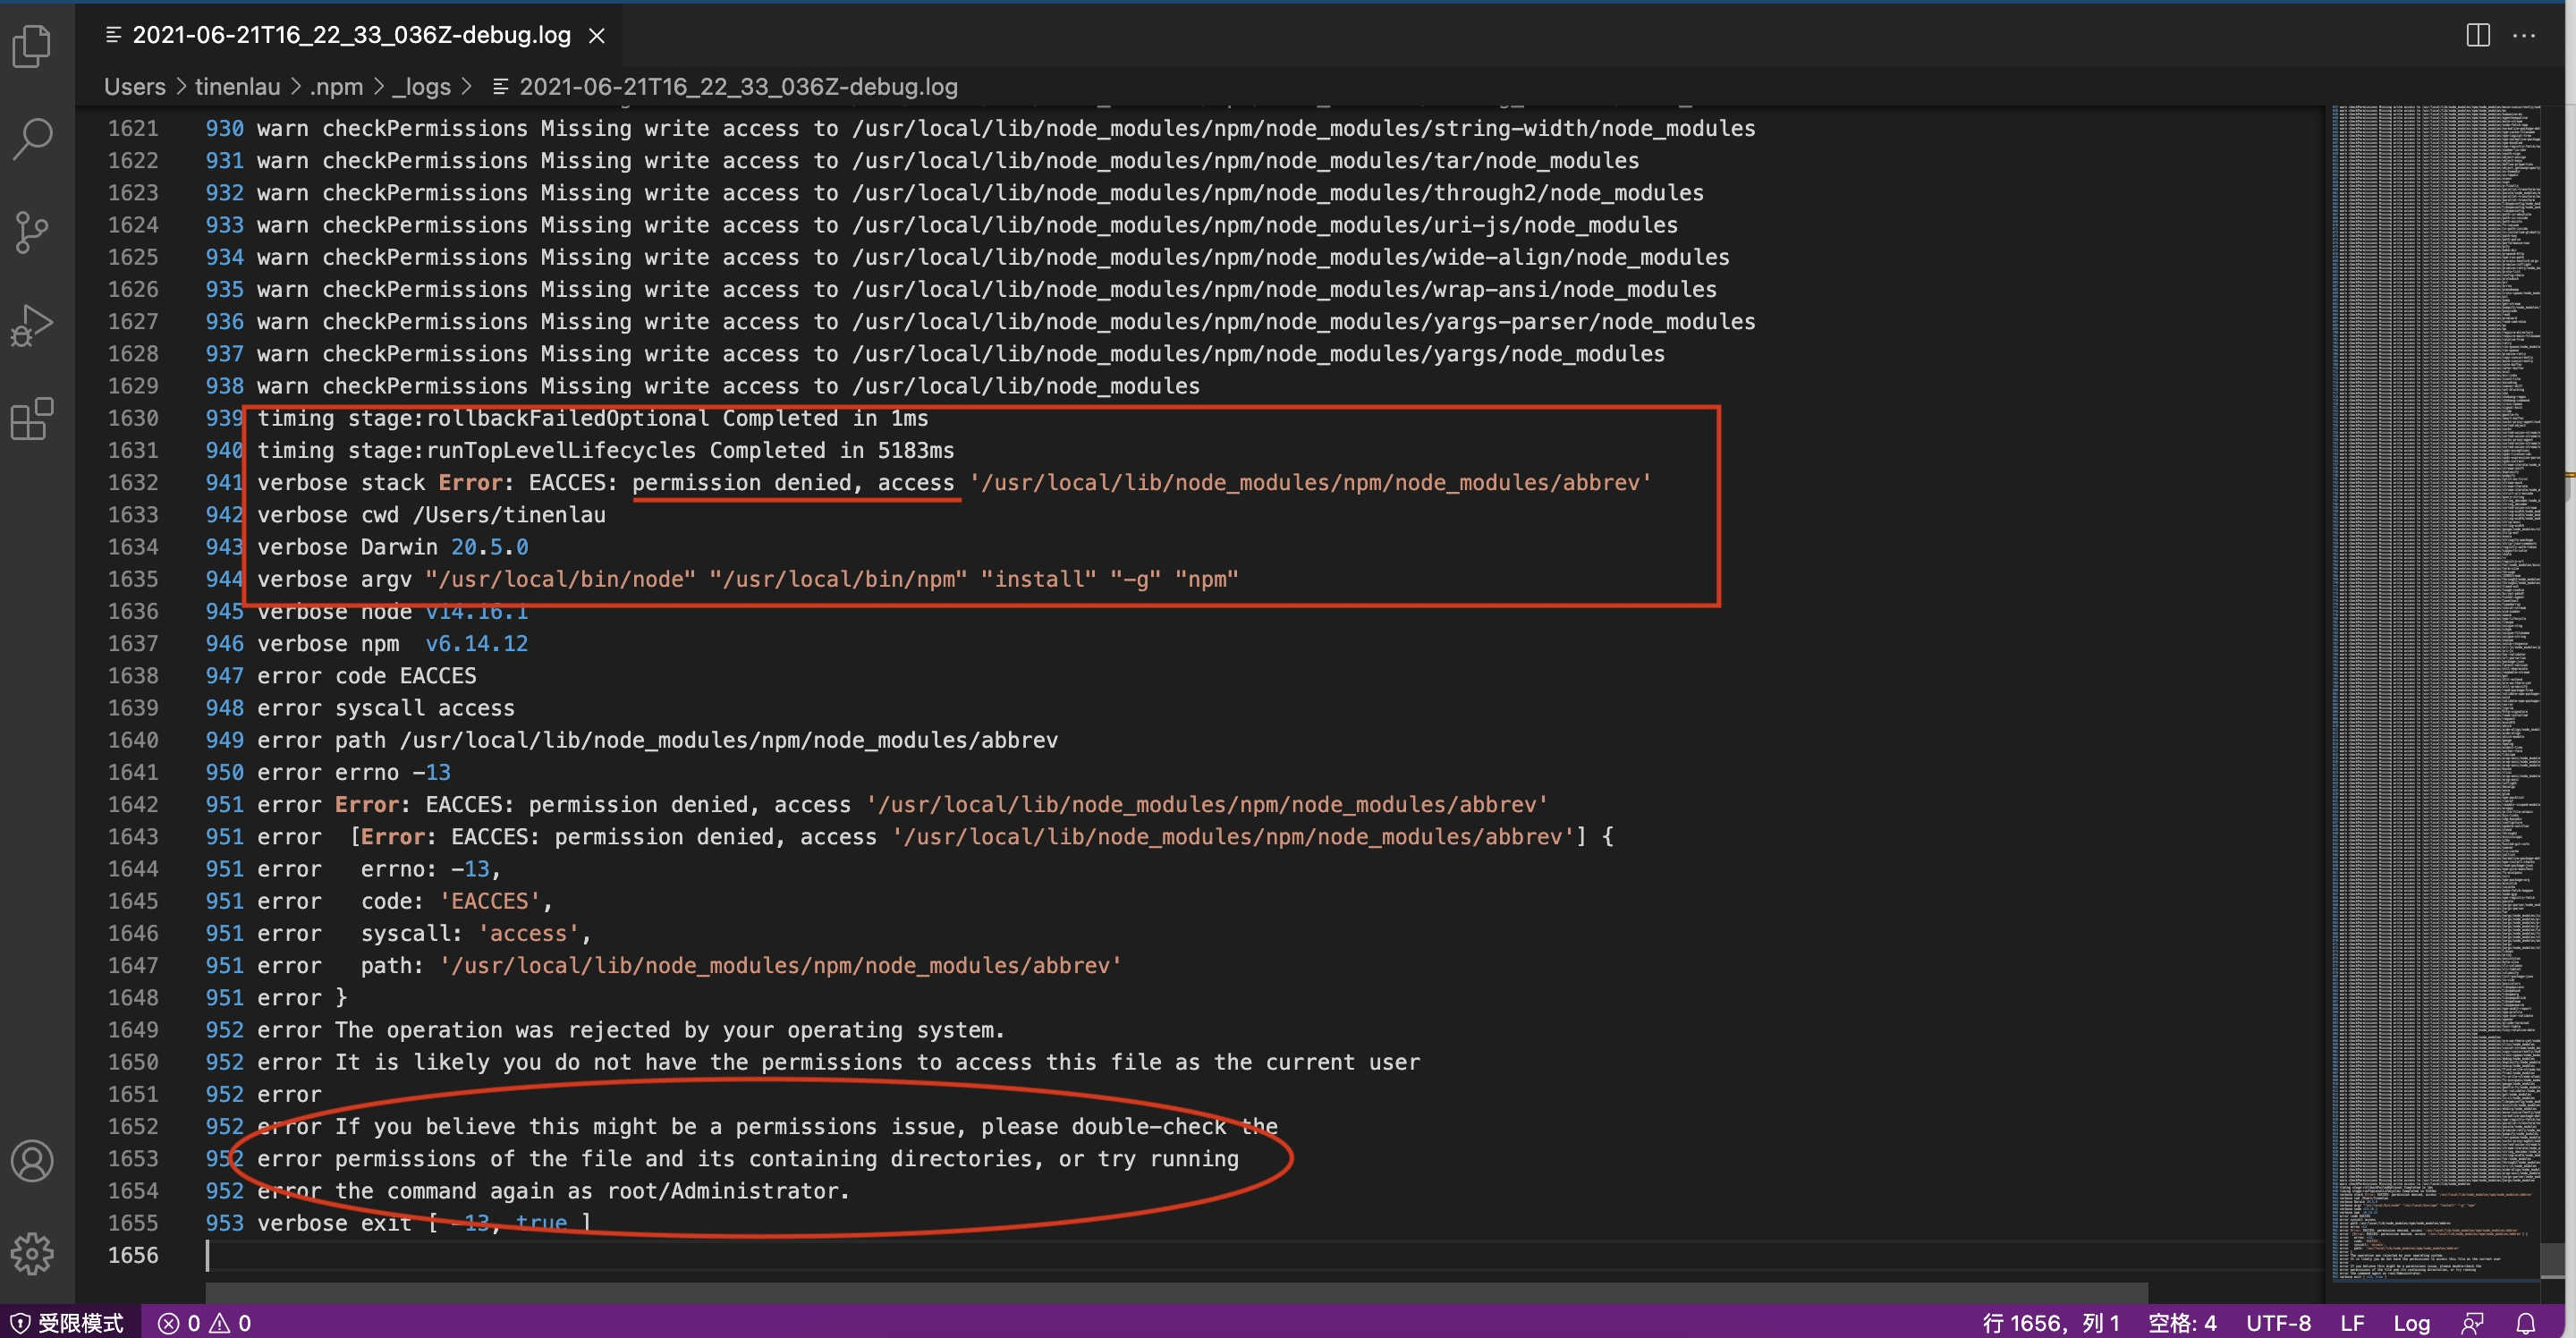 2021-06-21T16_22_33_036Z-debug.log
Users > tinenlau > .npm > _logs > 2021-06-21T16_22_33_036Z-debug.log
1621 930 warn checkPermissions Missing write access to /usr/local/lib/node_modules/npm/node_modules/string-width/node_modules
1622 931 warn checkPermissions Missing write access to /usr/local/lib/node_modules/npm/node_modules/tar/node_modules
1623 932 warn checkPermissions Missing write access to /usr/local/lib/node_modules/npm/node_modules/through2/node_modules
1624 933 warn checkPermissions Missing write access to /usr/local/lib/node_modules/npm/node_modules/uri-js/node_modules
1625 934 warn checkPermissions Missing write access to /usr/local/lib/node_modules/npm/node_modules/wide-align/node_modules
1626 935 warn checkPermissions Missing write access to /usr/local/lib/node_modules/npm/node_modules/wrap-ansi/node_modules
1627 936 warn checkPermissions Missing write access to /usr/local/lib/node_modules/npm/node_modules/yargs-parser/node_modules
1628 937 warn checkPermissions Missing write access to /usr/local/lib/node_modules/npm/node_modules/yargs/node_modules
1629 938 warn checkPermissions Missing write access to /usr/local/lib/node_modules
1630 939 timing stage:rollbackFailedOptional Completed in 1ms
1631 940 timing stage:runTopLevelLifecycles Completed in 5183ms
1632 941 verbose stack Error: EACCES: permission denied, access '/usr/local/lib/node_modules/npm/node_modules/abbrev'
1633 942 verbose cwd /Users/tinenlau
1634 943 verbose Darwin 20.5.0
1635 944 verbose argv "/usr/local/bin/node" "/usr/local/bin/npm" "install" "-g" "npm"
1636 945 verbose node v14.16.1
1637 946 verbose npm  v6.14.12
1638 947 error code EACCES
1639 948 error syscall access
1640 949 error path /usr/local/lib/node_modules/npm/node_modules/abbrev
1641 950 error errno -13
1642 951 error Error: EACCES: permission denied, access '/usr/local/lib/node_modules/npm/node_modules/abbrev'
1643 951 error  [Error: EACCES: permission denied, access '/usr/local/lib/node_modules/npm/node_modules/abbrev'] {
1644 951 error   errno: -13,
1645 951 error   code: 'EACCES',
1646 951 error   syscall: 'access',
1647 951 error   path: '/usr/local/lib/node_modules/npm/node_modules/abbrev'
1648 951 error }
1649 952 error The operation was rejected by your operating system.
1650 952 error It is likely you do not have the permissions to access this file as the current user
1651 952 error
1652 952 error If you believe this might be a permissions issue, please double-check the
1653 952 error permissions of the file and its containing directories, or try running
1654 952 error the command again as root/Administrator.
1655 953 verbose exit [ -13, true ]
1656
受限模式 0 0 行 1656，列 1 空格: 4 UTF-8 LF Log